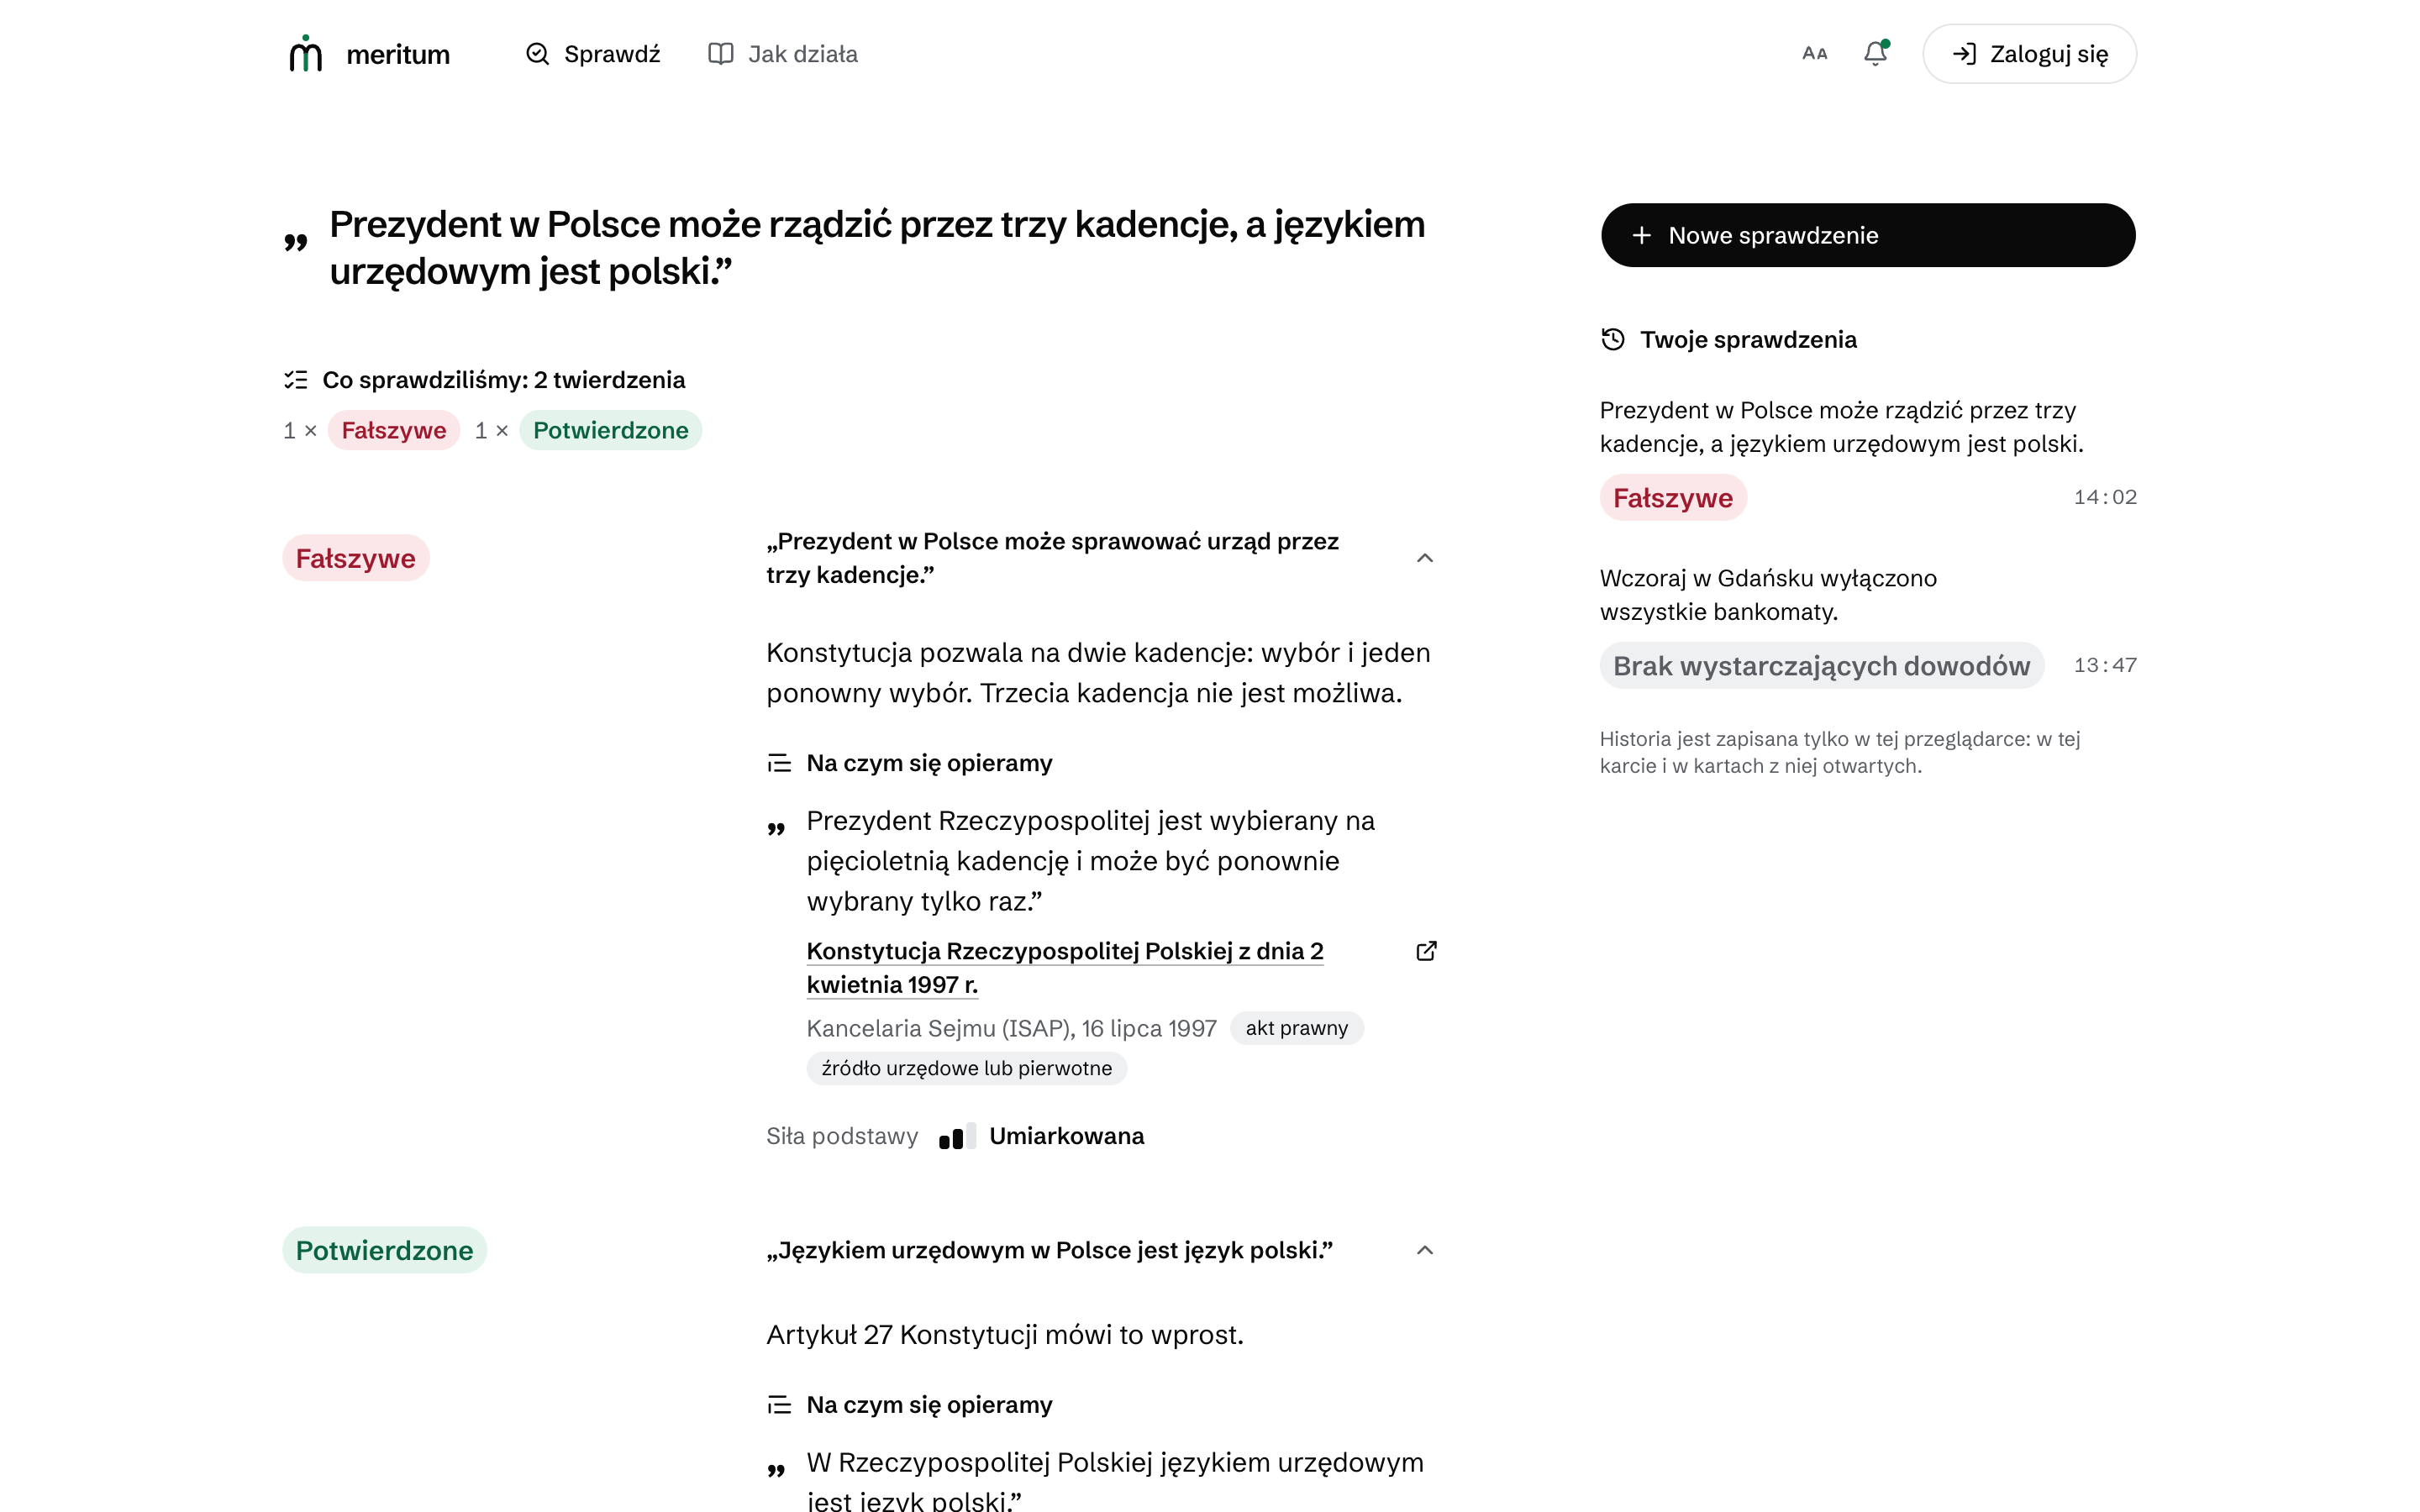 meritum
Sprawdź
Jak działa
AA
Zaloguj się
„Prezydent w Polsce może rządzić przez trzy kadencje, a językiem
urzędowym jest polski.”
Co sprawdziliśmy: 2 twierdzenia
1 × Fałszywe 1 × Potwierdzone
Fałszywe
„Prezydent w Polsce może sprawować urząd przez
trzy kadencje.”
Konstytucja pozwala na dwie kadencje: wybór i jeden
ponowny wybór. Trzecia kadencja nie jest możliwa.
Na czym się opieramy
„Prezydent Rzeczypospolitej jest wybierany na
pięcioletnią kadencję i może być ponownie
wybrany tylko raz.”
Konstytucja Rzeczypospolitej Polskiej z dnia 2
kwietnia 1997 r.
Kancelaria Sejmu (ISAP), 16 lipca 1997 akt prawny
źródło urzędowe lub pierwotne
Siła podstawy Umiarkowana
Potwierdzone
„Językiem urzędowym w Polsce jest język polski.”
Artykuł 27 Konstytucji mówi to wprost.
Na czym się opieramy
„W Rzeczypospolitej Polskiej językiem urzędowym
jest język polski.”
Nowe sprawdzenie
Twoje sprawdzenia
Prezydent w Polsce może rządzić przez trzy
kadencje, a językiem urzędowym jest polski.
Fałszywe 14:02
Wczoraj w Gdańsku wyłączono
wszystkie bankomaty.
Brak wystarczających dowodów 13:47
Historia jest zapisana tylko w tej przeglądarce: w tej
karcie i w kartach z niej otwartych.